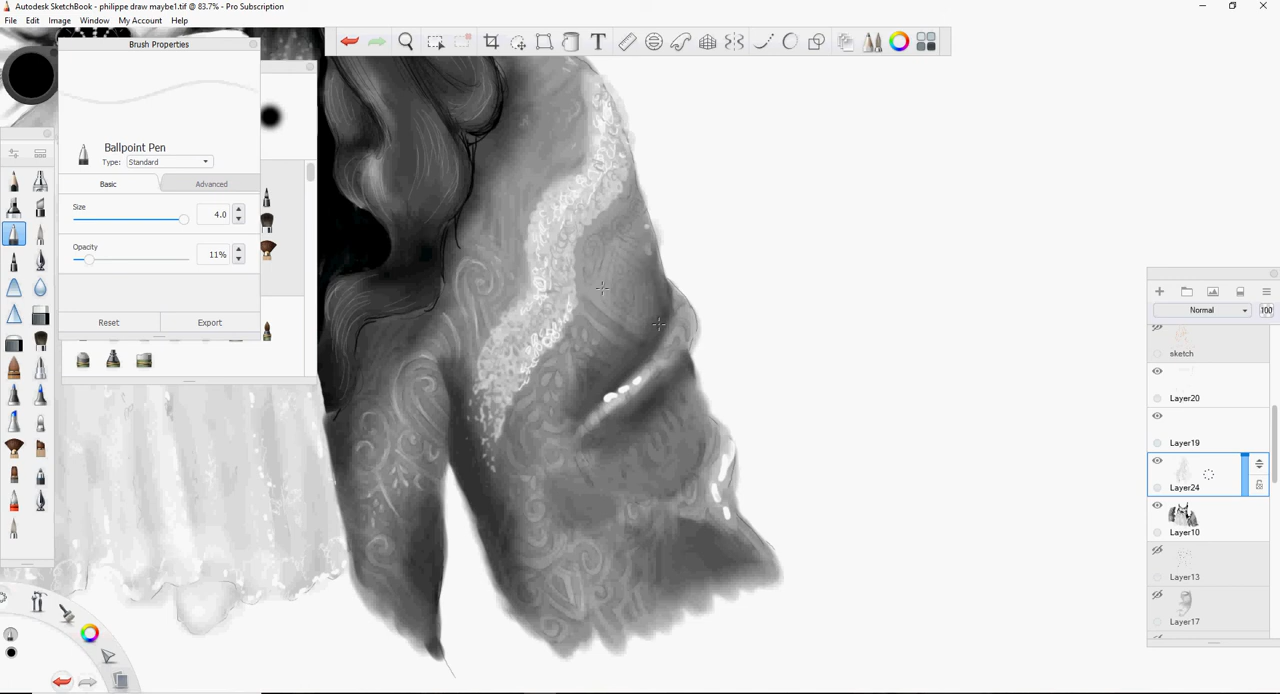 Autodesk SketchBook - philippe draw maybe1.tif @ 83.7% - Pro Subscription
File Edit Image Window My Account Help
Brush Properties
Ballpoint Pen
Type: Standard
Basic Advanced
Size
4.0
Opacity
11%
Reset Export
Normal 100
sketch
Layer20
Layer19
Layer24
Layer10
Layer13
Layer17